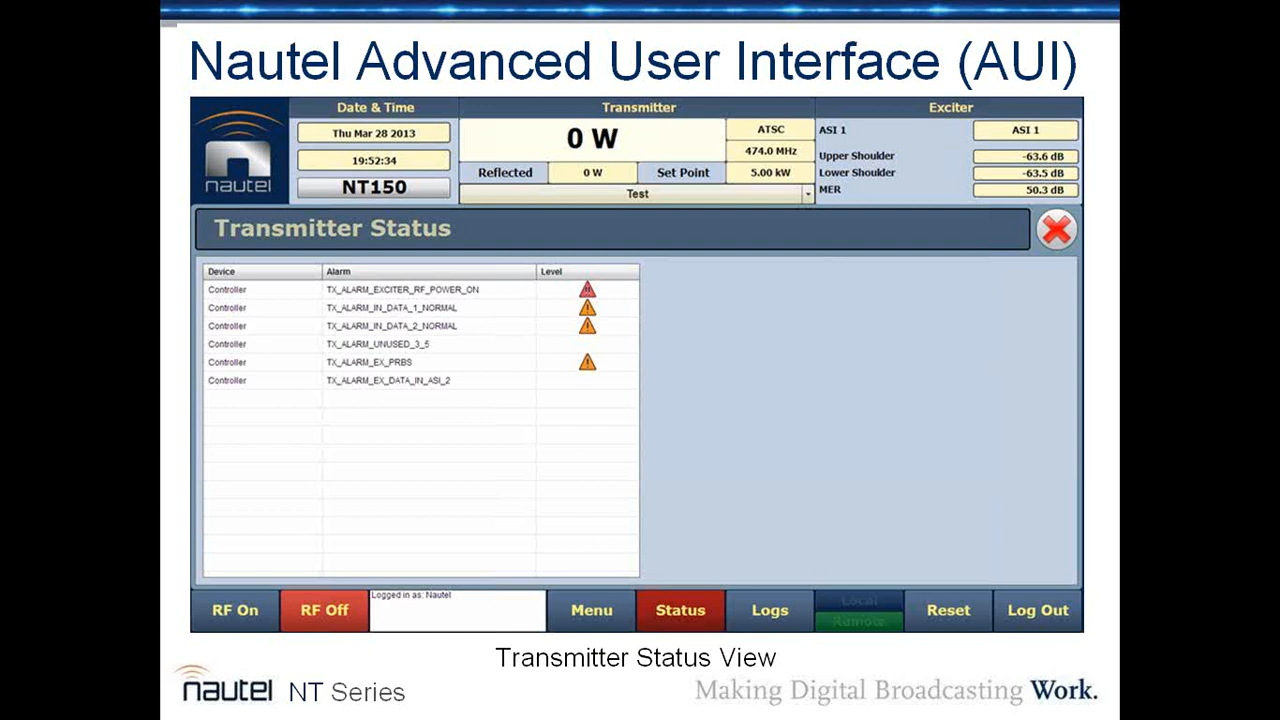 Nautel Advanced User Interface (AUI)
Date & Time
Transmitter
Exciter
Thu Mar 28 2013
0 W
ATSC
ASI 1
ASI 1
19:52:34
474.0 MHz
Upper Shoulder
-63.6 dB
nautel
NT150
Reflected
0 W
Set Point
5.00 kW
Lower Shoulder
-63.5 dB
Test
MER
50.3 dB
Transmitter Status
Device Alarm Level
Controller TX_ALARM_EXCITER_RF_POWER_ON
Controller TX_ALARM_IN_DATA_1_NORMAL
Controller TX_ALARM_IN_DATA_2_NORMAL
Controller TX_ALARM_UNUSED_3_5
Controller TX_ALARM_EX_PRBS
Controller TX_ALARM_EX_DATA_IN_ASI_2
RF On
RF Off
Logged in as: Nautel
Menu
Status
Logs
Local
Remote
Reset
Log Out
Transmitter Status View
nautel NT Series
Making Digital Broadcasting Work.